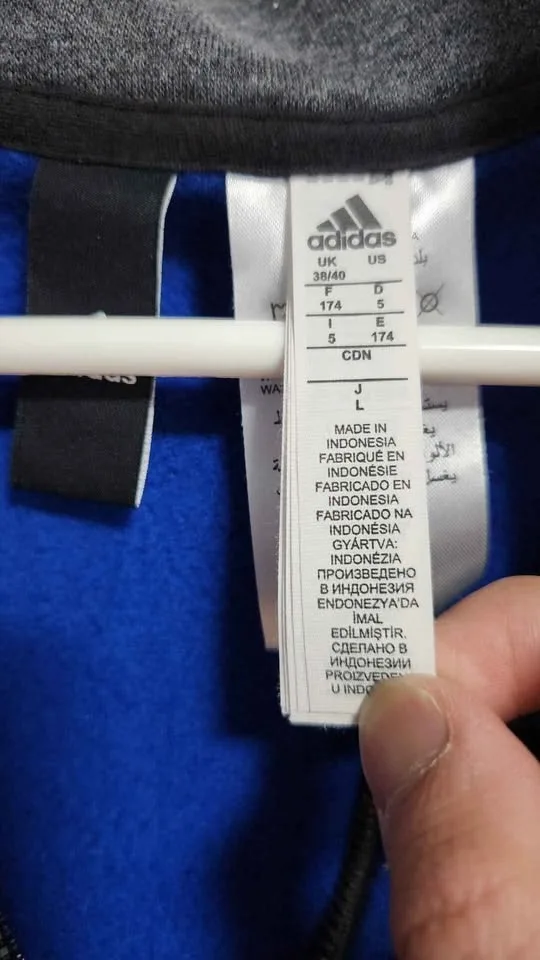 adidas
UK US
38/40
F D
174 5
I E
5 174
CDN
J
L
MADE IN
INDONESIA
FABRIQUÉ EN
INDONÉSIE
FABRICADO EN
INDONESIA
FABRICADO NA
INDONÉSIA
GYÁRTVA:
INDONÉZIA
ПРОИЗВЕДЕНО
В ИНДОНЕЗИЯ
ENDONEZYA'DA
İMAL
EDİLMİŞTİR.
СДЕЛАНО В
ИНДОНЕЗИИ